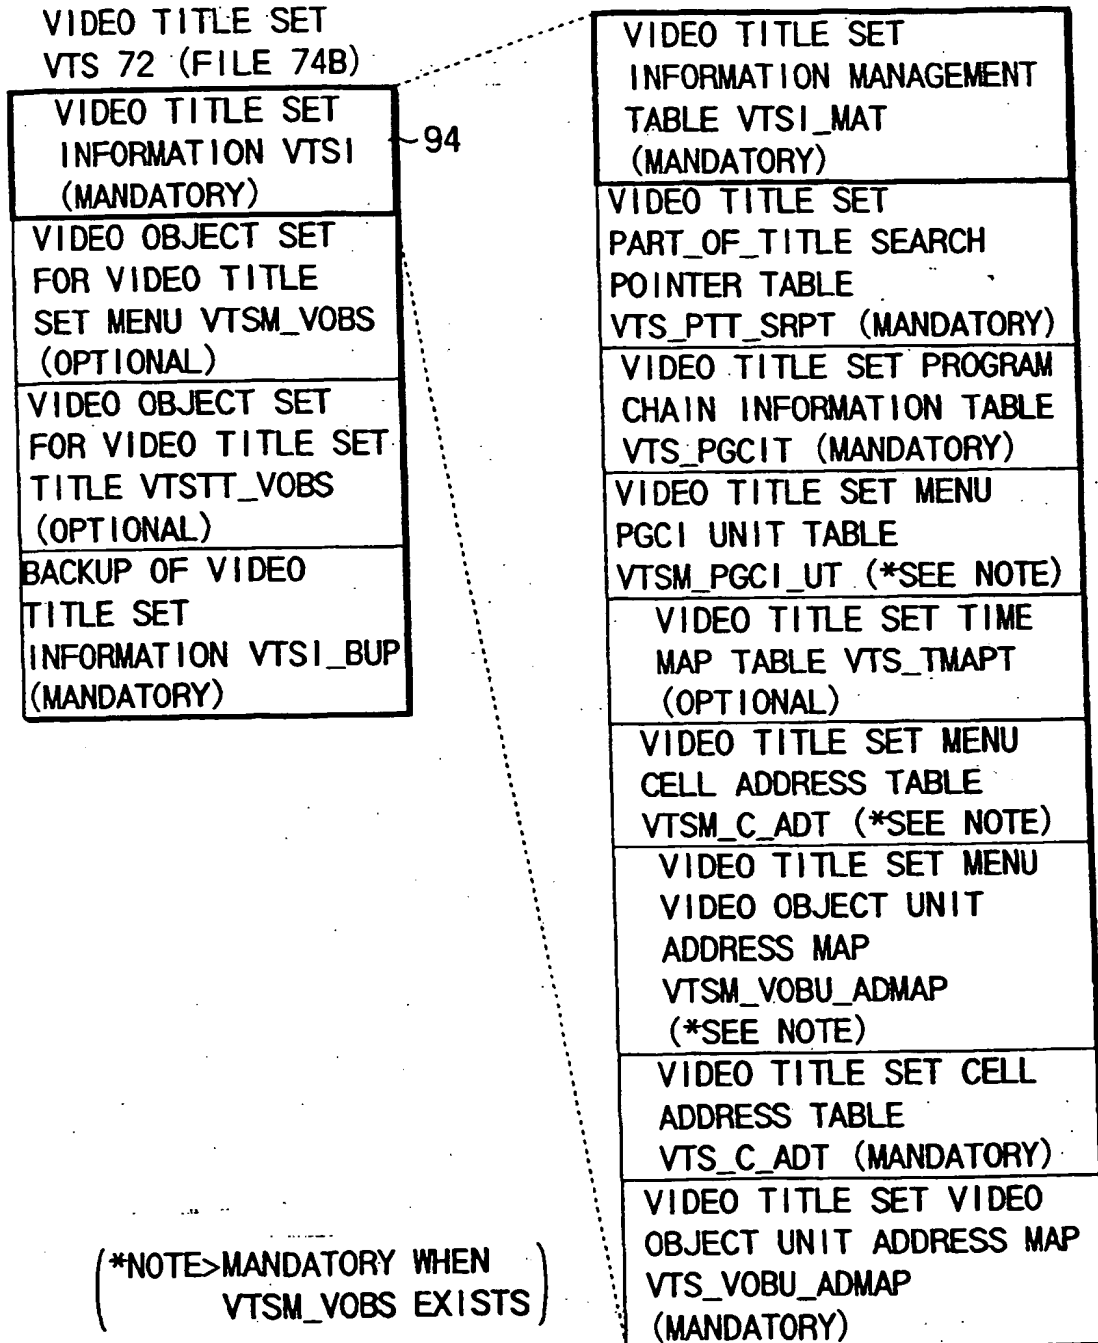 VIDEO TITLE SET
VTS 72 (FILE 74B)
VIDEO TITLE SET
INFORMATION VTSI
(MANDATORY)
94
VIDEO OBJECT SET
FOR VIDEO TITLE
SET MENU VTSM_VOBS
(OPTIONAL)
VIDEO OBJECT SET
FOR VIDEO TITLE SET
TITLE VTSTT_VOBS
(OPTIONAL)
BACKUP OF VIDEO
TITLE SET
INFORMATION VTSI_BUP
(MANDATORY)
VIDEO TITLE SET
INFORMATION MANAGEMENT
TABLE VTSI_MAT
(MANDATORY)
VIDEO TITLE SET
PART_OF_TITLE SEARCH
POINTER TABLE
VTS_PTT_SRPT (MANDATORY)
VIDEO TITLE SET PROGRAM
CHAIN INFORMATION TABLE
VTS_PGCIT (MANDATORY)
VIDEO TITLE SET MENU
PGCI UNIT TABLE
VTSM_PGCI_UT (*SEE NOTE)
VIDEO TITLE SET TIME
MAP TABLE VTS_TMAPT
(OPTIONAL)
VIDEO TITLE SET MENU
CELL ADDRESS TABLE
VTSM_C_ADT (*SEE NOTE)
VIDEO TITLE SET MENU
VIDEO OBJECT UNIT
ADDRESS MAP
VTSM_VOBU_ADMAP
(*SEE NOTE)
VIDEO TITLE SET CELL
ADDRESS TABLE
VTS_C_ADT (MANDATORY)
VIDEO TITLE SET VIDEO
OBJECT UNIT ADDRESS MAP
VTS_VOBU_ADMAP
(MANDATORY)
(*NOTE>MANDATORY WHEN
VTSM_VOBS EXISTS)